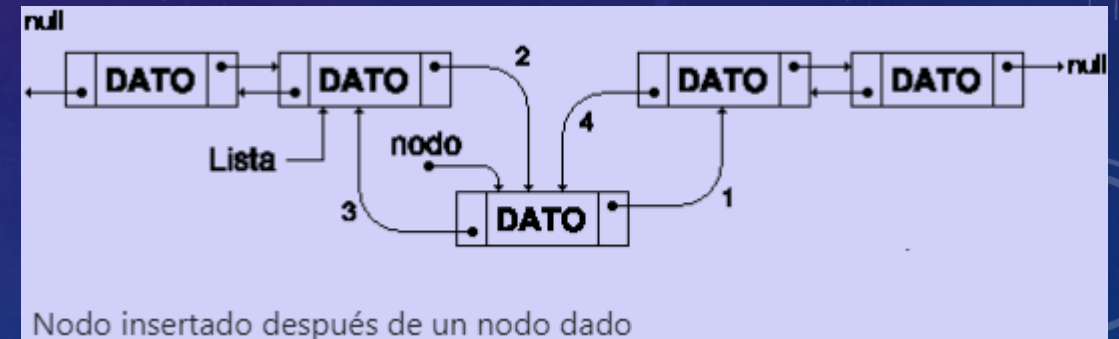 null
DATO DATO 2 DATO DATO null
4
Lista nodo
3 DATO 1
Nodo insertado después de un nodo dado